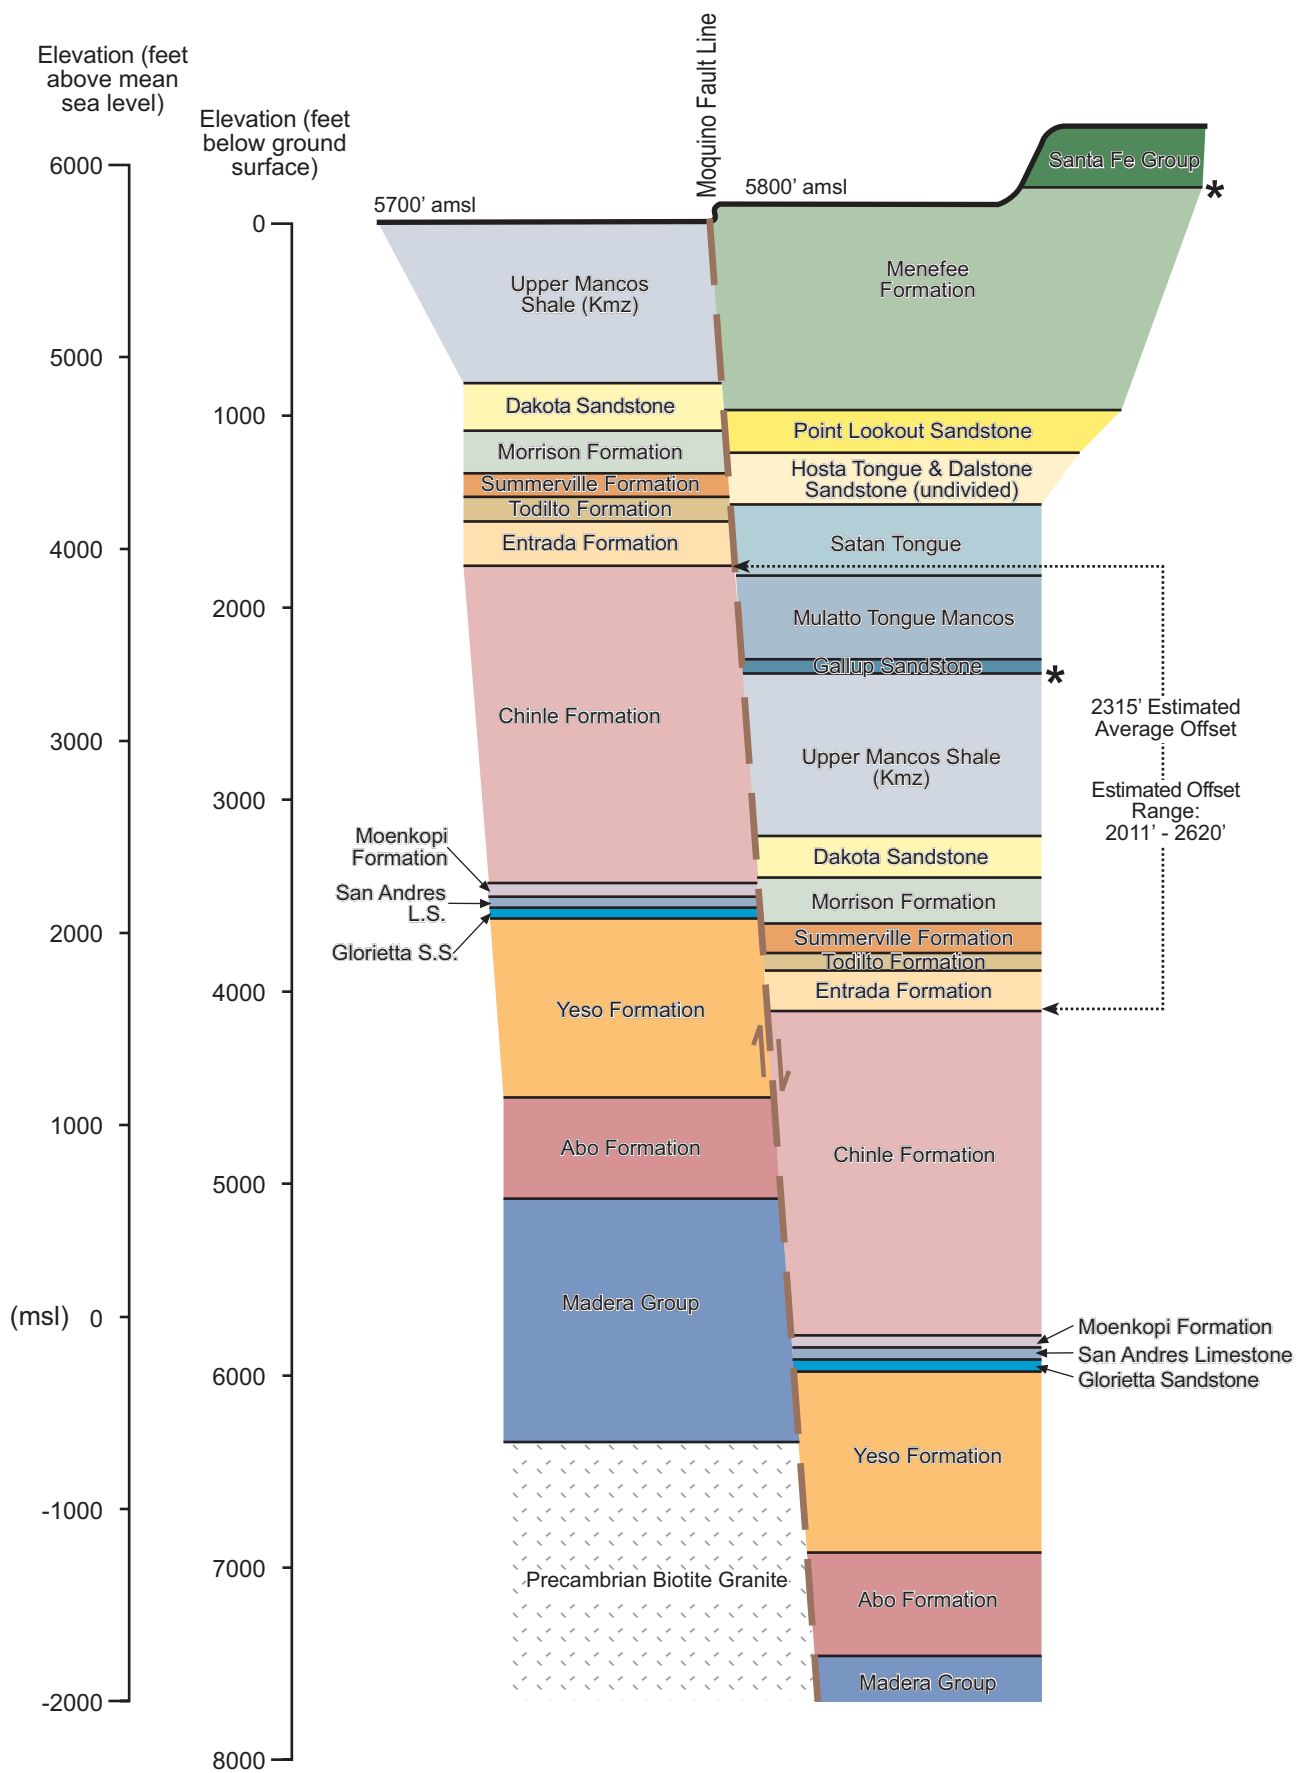 Elevation (feet
above mean
sea level)
Elevation (feet
below ground
surface)
Moquino Fault Line
6000
5000
4000
3000
2000
1000
(msl) 0
-1000
-2000
0
1000
2000
3000
4000
5000
6000
7000
8000
5700’ amsl
Upper Mancos
Shale (Kmz)
Dakota Sandstone
Morrison Formation
Summerville Formation
Todilto Formation
Entrada Formation
Chinle Formation
Moenkopi
Formation
San Andres
L.S.
Glorietta S.S.
Yeso Formation
Abo Formation
Madera Group
Precambrian Biotite Granite
5800’ amsl
Santa Fe Group
*
Menefee
Formation
Point Lookout Sandstone
Hosta Tongue & Dalstone
Sandstone (undivided)
Satan Tongue
Mulatto Tongue Mancos
Gallup Sandstone
*
Upper Mancos Shale
(Kmz)
Dakota Sandstone
Morrison Formation
Summerville Formation
Todilto Formation
Entrada Formation
Chinle Formation
Moenkopi Formation
San Andres Limestone
Glorietta Sandstone
Yeso Formation
Abo Formation
Madera Group
2315’ Estimated
Average Offset
Estimated Offset
Range:
2011’ - 2620’